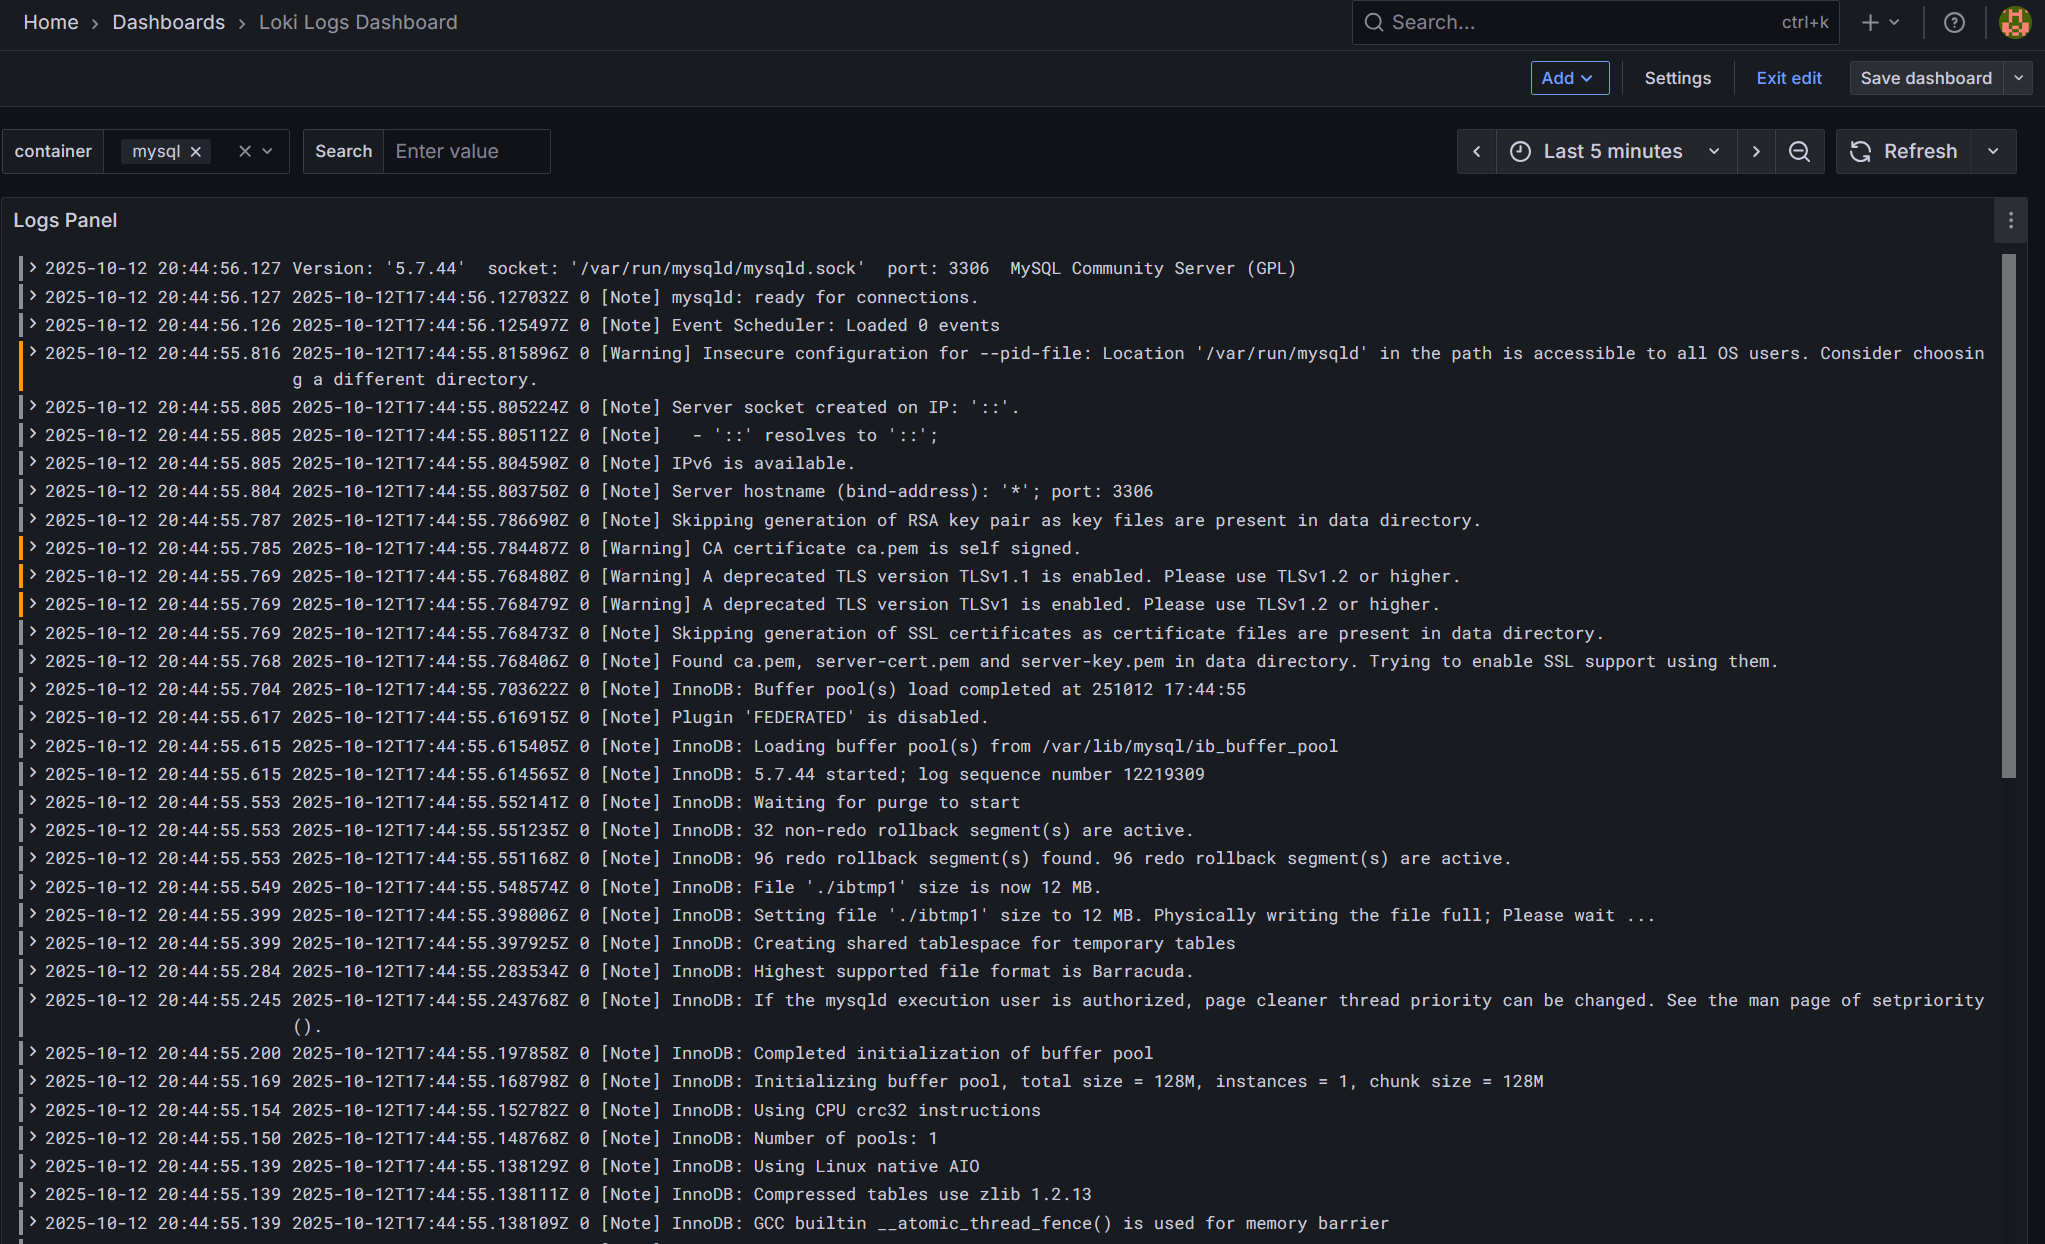 Home › Dashboards › Loki Logs Dashboard
Search... ctrl+k
Add Settings Exit edit Save dashboard
container mysql Search Enter value Last 5 minutes Refresh
Logs Panel
2025-10-12 20:44:56.127 Version: '5.7.44'  socket: '/var/run/mysqld/mysqld.sock'  port: 3306  MySQL Community Server (GPL)
2025-10-12 20:44:56.127 2025-10-12T17:44:56.127032Z 0 [Note] mysqld: ready for connections.
2025-10-12 20:44:56.126 2025-10-12T17:44:56.125497Z 0 [Note] Event Scheduler: Loaded 0 events
2025-10-12 20:44:55.816 2025-10-12T17:44:55.815896Z 0 [Warning] Insecure configuration for --pid-file: Location '/var/run/mysqld' in the path is accessible to all OS users. Consider choosin
g a different directory.
2025-10-12 20:44:55.805 2025-10-12T17:44:55.805224Z 0 [Note] Server socket created on IP: '::'.
2025-10-12 20:44:55.805 2025-10-12T17:44:55.805112Z 0 [Note]   - '::' resolves to '::';
2025-10-12 20:44:55.805 2025-10-12T17:44:55.804590Z 0 [Note] IPv6 is available.
2025-10-12 20:44:55.804 2025-10-12T17:44:55.803750Z 0 [Note] Server hostname (bind-address): '*'; port: 3306
2025-10-12 20:44:55.787 2025-10-12T17:44:55.786690Z 0 [Note] Skipping generation of RSA key pair as key files are present in data directory.
2025-10-12 20:44:55.785 2025-10-12T17:44:55.784487Z 0 [Warning] CA certificate ca.pem is self signed.
2025-10-12 20:44:55.769 2025-10-12T17:44:55.768480Z 0 [Warning] A deprecated TLS version TLSv1.1 is enabled. Please use TLSv1.2 or higher.
2025-10-12 20:44:55.769 2025-10-12T17:44:55.768479Z 0 [Warning] A deprecated TLS version TLSv1 is enabled. Please use TLSv1.2 or higher.
2025-10-12 20:44:55.769 2025-10-12T17:44:55.768473Z 0 [Note] Skipping generation of SSL certificates as certificate files are present in data directory.
2025-10-12 20:44:55.768 2025-10-12T17:44:55.768406Z 0 [Note] Found ca.pem, server-cert.pem and server-key.pem in data directory. Trying to enable SSL support using them.
2025-10-12 20:44:55.704 2025-10-12T17:44:55.703622Z 0 [Note] InnoDB: Buffer pool(s) load completed at 251012 17:44:55
2025-10-12 20:44:55.617 2025-10-12T17:44:55.616915Z 0 [Note] Plugin 'FEDERATED' is disabled.
2025-10-12 20:44:55.615 2025-10-12T17:44:55.615405Z 0 [Note] InnoDB: Loading buffer pool(s) from /var/lib/mysql/ib_buffer_pool
2025-10-12 20:44:55.615 2025-10-12T17:44:55.614565Z 0 [Note] InnoDB: 5.7.44 started; log sequence number 12219309
2025-10-12 20:44:55.553 2025-10-12T17:44:55.552141Z 0 [Note] InnoDB: Waiting for purge to start
2025-10-12 20:44:55.553 2025-10-12T17:44:55.551235Z 0 [Note] InnoDB: 32 non-redo rollback segment(s) are active.
2025-10-12 20:44:55.553 2025-10-12T17:44:55.551168Z 0 [Note] InnoDB: 96 redo rollback segment(s) found. 96 redo rollback segment(s) are active.
2025-10-12 20:44:55.549 2025-10-12T17:44:55.548574Z 0 [Note] InnoDB: File './ibtmp1' size is now 12 MB.
2025-10-12 20:44:55.399 2025-10-12T17:44:55.398006Z 0 [Note] InnoDB: Setting file './ibtmp1' size to 12 MB. Physically writing the file full; Please wait ...
2025-10-12 20:44:55.399 2025-10-12T17:44:55.397925Z 0 [Note] InnoDB: Creating shared tablespace for temporary tables
2025-10-12 20:44:55.284 2025-10-12T17:44:55.283534Z 0 [Note] InnoDB: Highest supported file format is Barracuda.
2025-10-12 20:44:55.245 2025-10-12T17:44:55.243768Z 0 [Note] InnoDB: If the mysqld execution user is authorized, page cleaner thread priority can be changed. See the man page of setpriority
().
2025-10-12 20:44:55.200 2025-10-12T17:44:55.197858Z 0 [Note] InnoDB: Completed initialization of buffer pool
2025-10-12 20:44:55.169 2025-10-12T17:44:55.168798Z 0 [Note] InnoDB: Initializing buffer pool, total size = 128M, instances = 1, chunk size = 128M
2025-10-12 20:44:55.154 2025-10-12T17:44:55.152782Z 0 [Note] InnoDB: Using CPU crc32 instructions
2025-10-12 20:44:55.150 2025-10-12T17:44:55.148768Z 0 [Note] InnoDB: Number of pools: 1
2025-10-12 20:44:55.139 2025-10-12T17:44:55.138129Z 0 [Note] InnoDB: Using Linux native AIO
2025-10-12 20:44:55.139 2025-10-12T17:44:55.138111Z 0 [Note] InnoDB: Compressed tables use zlib 1.2.13
2025-10-12 20:44:55.139 2025-10-12T17:44:55.138109Z 0 [Note] InnoDB: GCC builtin __atomic_thread_fence() is used for memory barrier